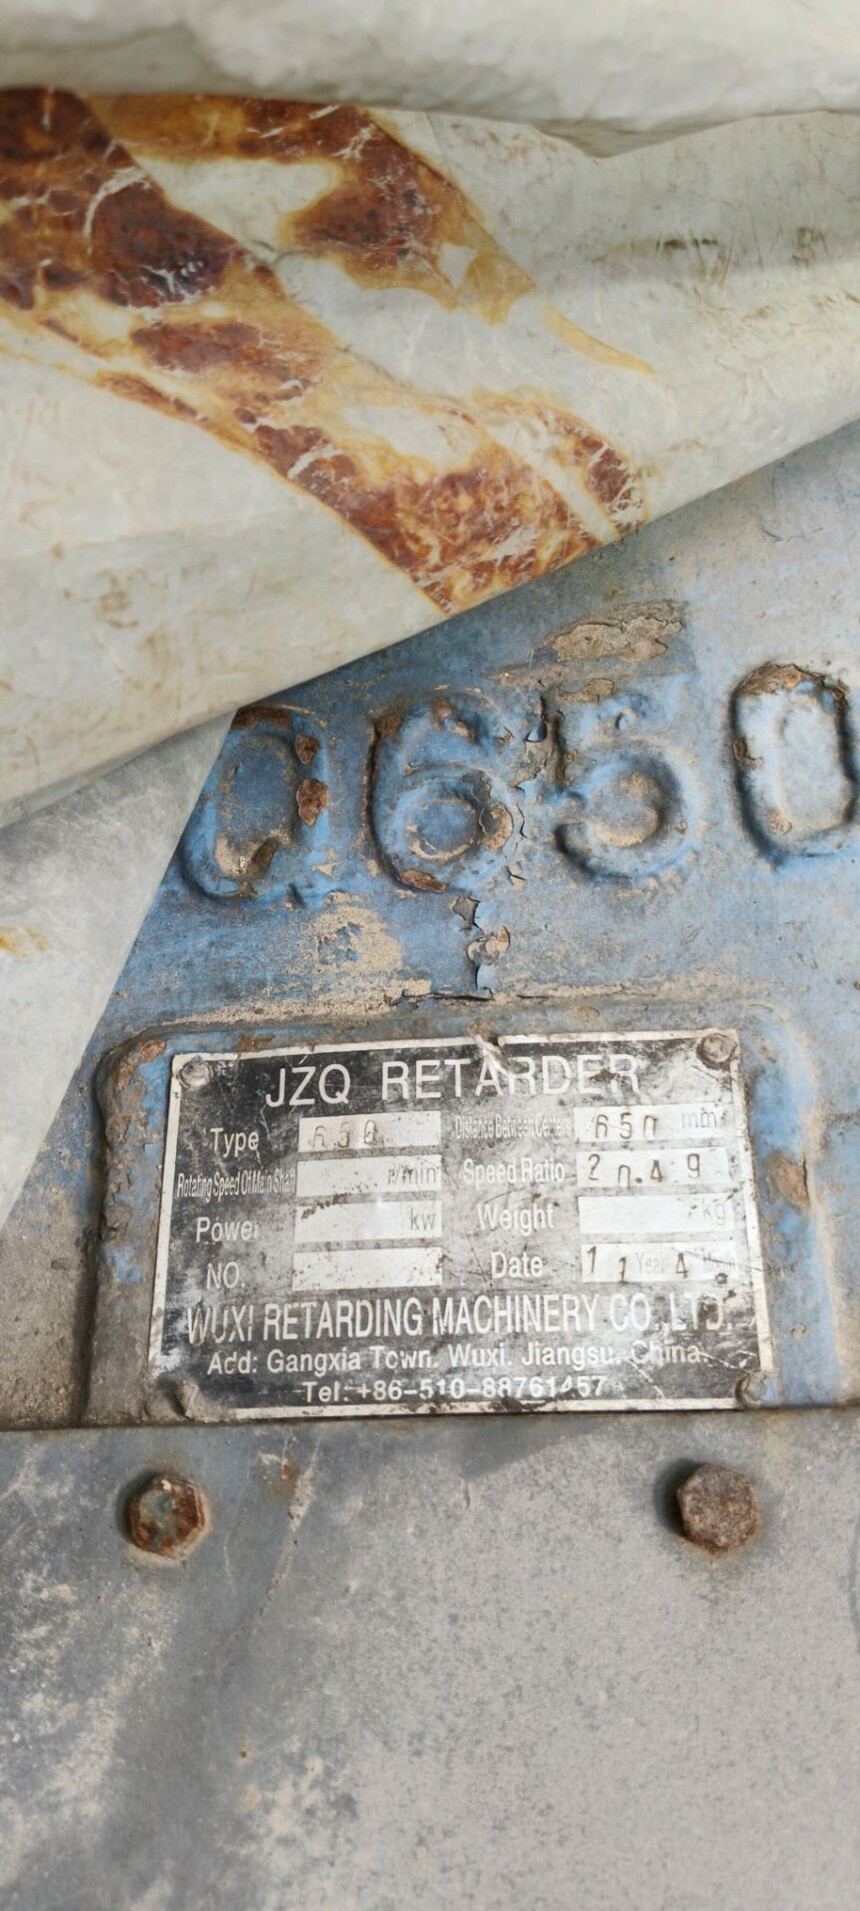 Q650
JZQ RETARDER
Type 650 Distance Between Centers 650 mm
Rotating Speed Of Main Shaft r/min Speed Ratio 20.49
Power kw Weight kg
NO. Date 11 Year 4
WUXI RETARDING MACHINERY CO.,LTD.
Add: Gangxia Town. Wuxi. Jiangsu. China.
Tel: +86-510-88761457